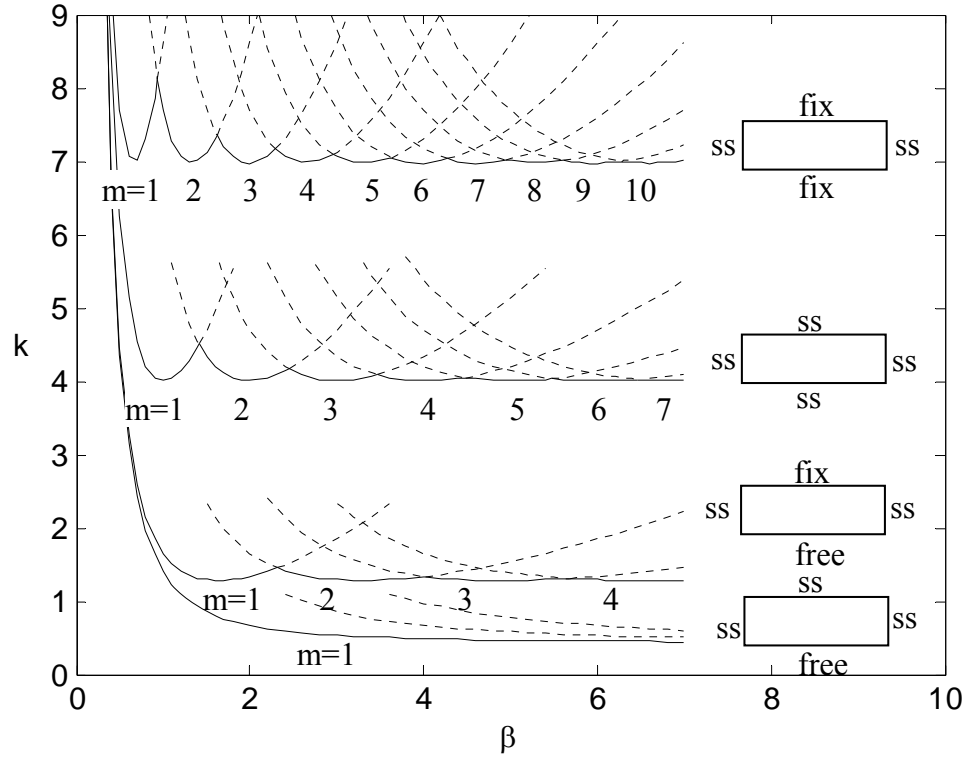 9
8
fix
ss ss
7
m=1 2 3 4 5 6 7 8 9 10
fix
6
5
k
ss
ss ss
4
m=1 2 3 4 5 6 7
ss
3
fix
ss ss
2
free
m=1 2 3 4
ss
1
ss ss
m=1
free
0
0 2 4 6 8 10
β